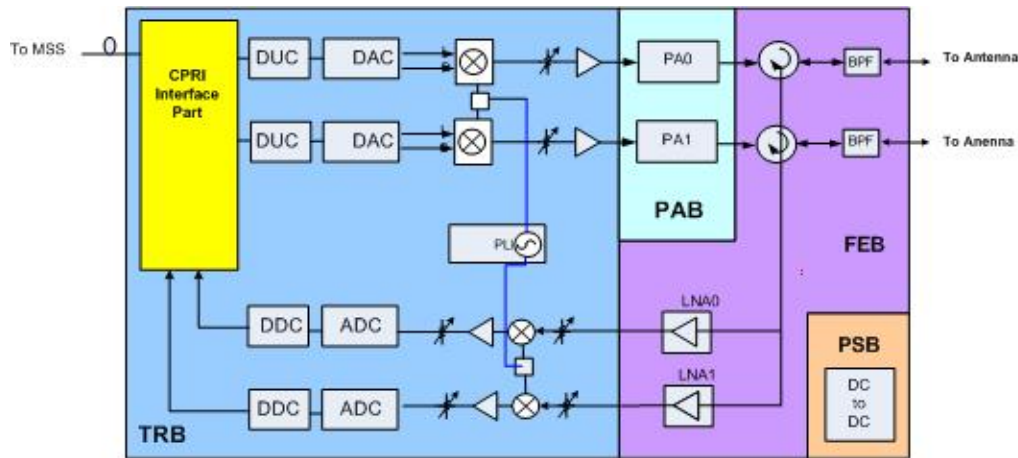 To MSS
CPRI
Interface
Part
DUC
DAC
PA0
BPF
To Antenna
DUC
DAC
PA1
BPF
To Anenna
PAB
FEB
LNA0
DDC
ADC
PSB
LNA1
DC
to
DC
DDC
ADC
TRB